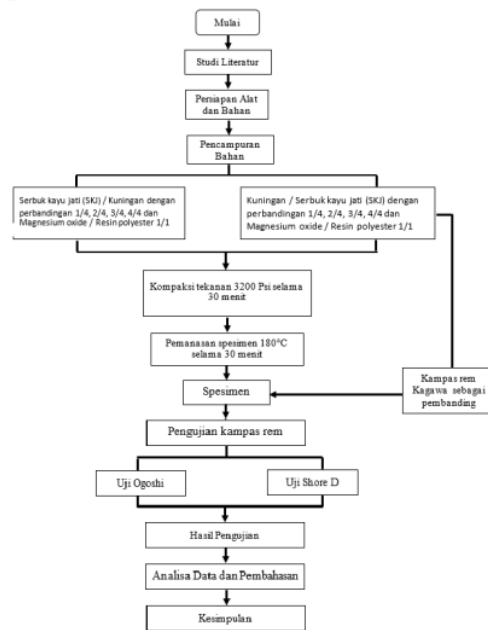 Mulai
Studi Literatur
Persiapan Alat
dan Bahan
Pencampuran
Bahan
Serbuk kayu jati (SKJ) / Kuningan dengan
perbandingan 1/4, 2/4, 3/4, 4/4 dan
Magnesium oxide / Resin polyester 1/1
Kuningan / Serbuk kayu jati (SKJ) dengan
perbandingan 1/4, 2/4, 3/4, 4/4 dan
Magnesium oxide / Resin polyester 1/1
Kompaksi tekanan 3200 Psi selama
30 menit
Pemanasan spesimen 180°C
selama 30 menit
Spesimen
Kampas rem
Kagawa sebagai
pembanding
Pengujian kampas rem
Uji Ogoshi
Uji Shore D
Hasil Pengujian
Analisa Data dan Pembahasan
Kesimpulan